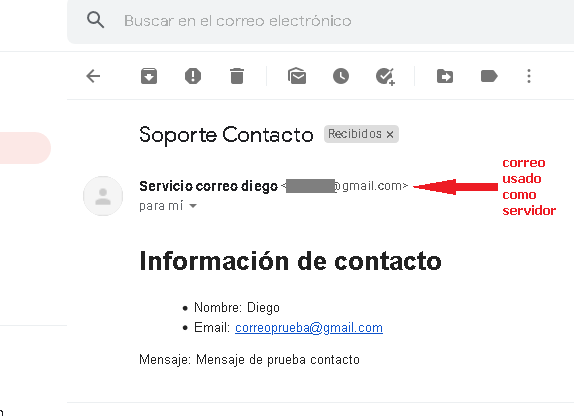 Buscar en el correo electrónico
Soporte Contacto Recibidos ×
Servicio correo diego < @gmail.com>
para mí
correo
usado
como
servidor
Información de contacto
• Nombre: Diego
• Email: correoprueba@gmail.com
Mensaje: Mensaje de prueba contacto